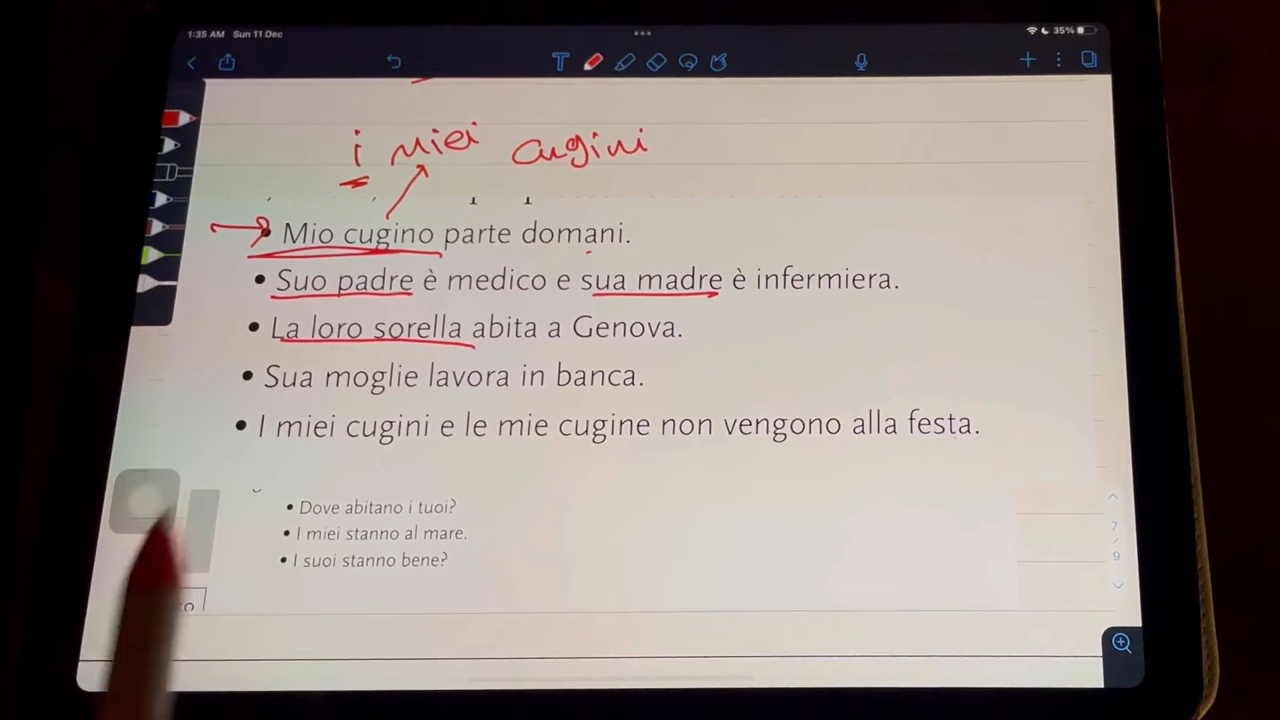 1:35 AM Sun 11 Dec
35%
i miei cugini
• Mio cugino parte domani.
• Suo padre è medico e sua madre è infermiera.
• La loro sorella abita a Genova.
• Sua moglie lavora in banca.
• I miei cugini e le mie cugine non vengono alla festa.
• Dove abitano i tuoi?
• I miei stanno al mare.
• I suoi stanno bene?
7
/
9